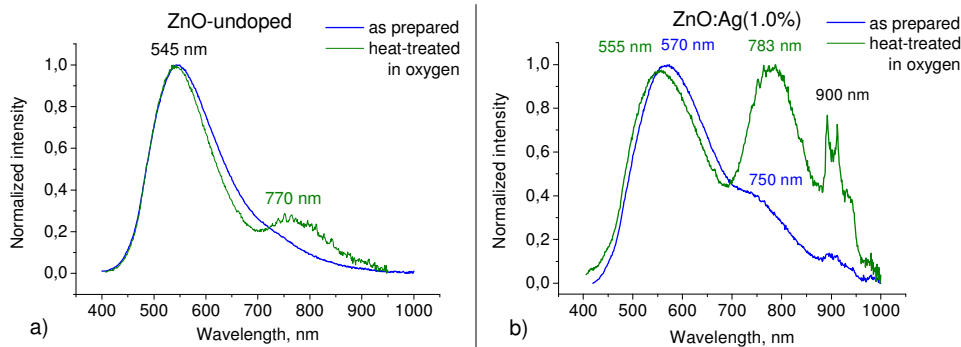 ZnO-undoped
545 nm
as prepared
heat-treated
in oxygen
1,0
0,8
0,6
0,4
0,2
0,0
770 nm
Normalized intensity
400 500 600 700 800 900 1000
Wavelength, nm
a)
ZnO:Ag(1.0%)
555 nm 570 nm 783 nm
as prepared
heat-treated
in oxygen
900 nm
750 nm
1,0
0,8
0,6
0,4
0,2
0,0
Normalized intensity
400 500 600 700 800 900 1000
Wavelength, nm
b)